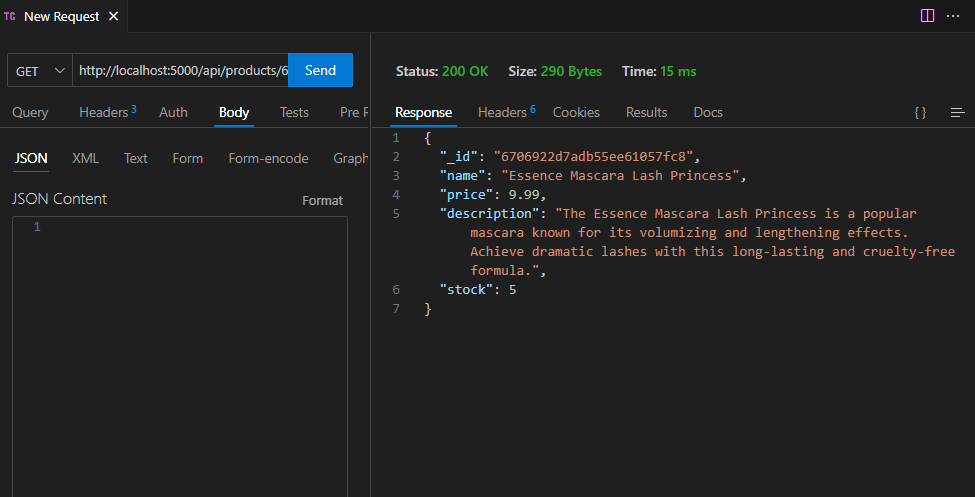 TC New Request
GET http://localhost:5000/api/products/6 Send
Status: 200 OK Size: 290 Bytes Time: 15 ms
Query Headers 3 Auth Body Tests Pre R
Response Headers 6 Cookies Results Docs { }
JSON XML Text Form Form-encode Graph
JSON Content Format
1
1 {
2 "_id": "6706922d7adb55ee61057fc8",
3 "name": "Essence Mascara Lash Princess",
4 "price": 9.99,
5 "description": "The Essence Mascara Lash Princess is a popular
mascara known for its volumizing and lengthening effects.
Achieve dramatic lashes with this long-lasting and cruelty-free
formula.",
6 "stock": 5
7 }